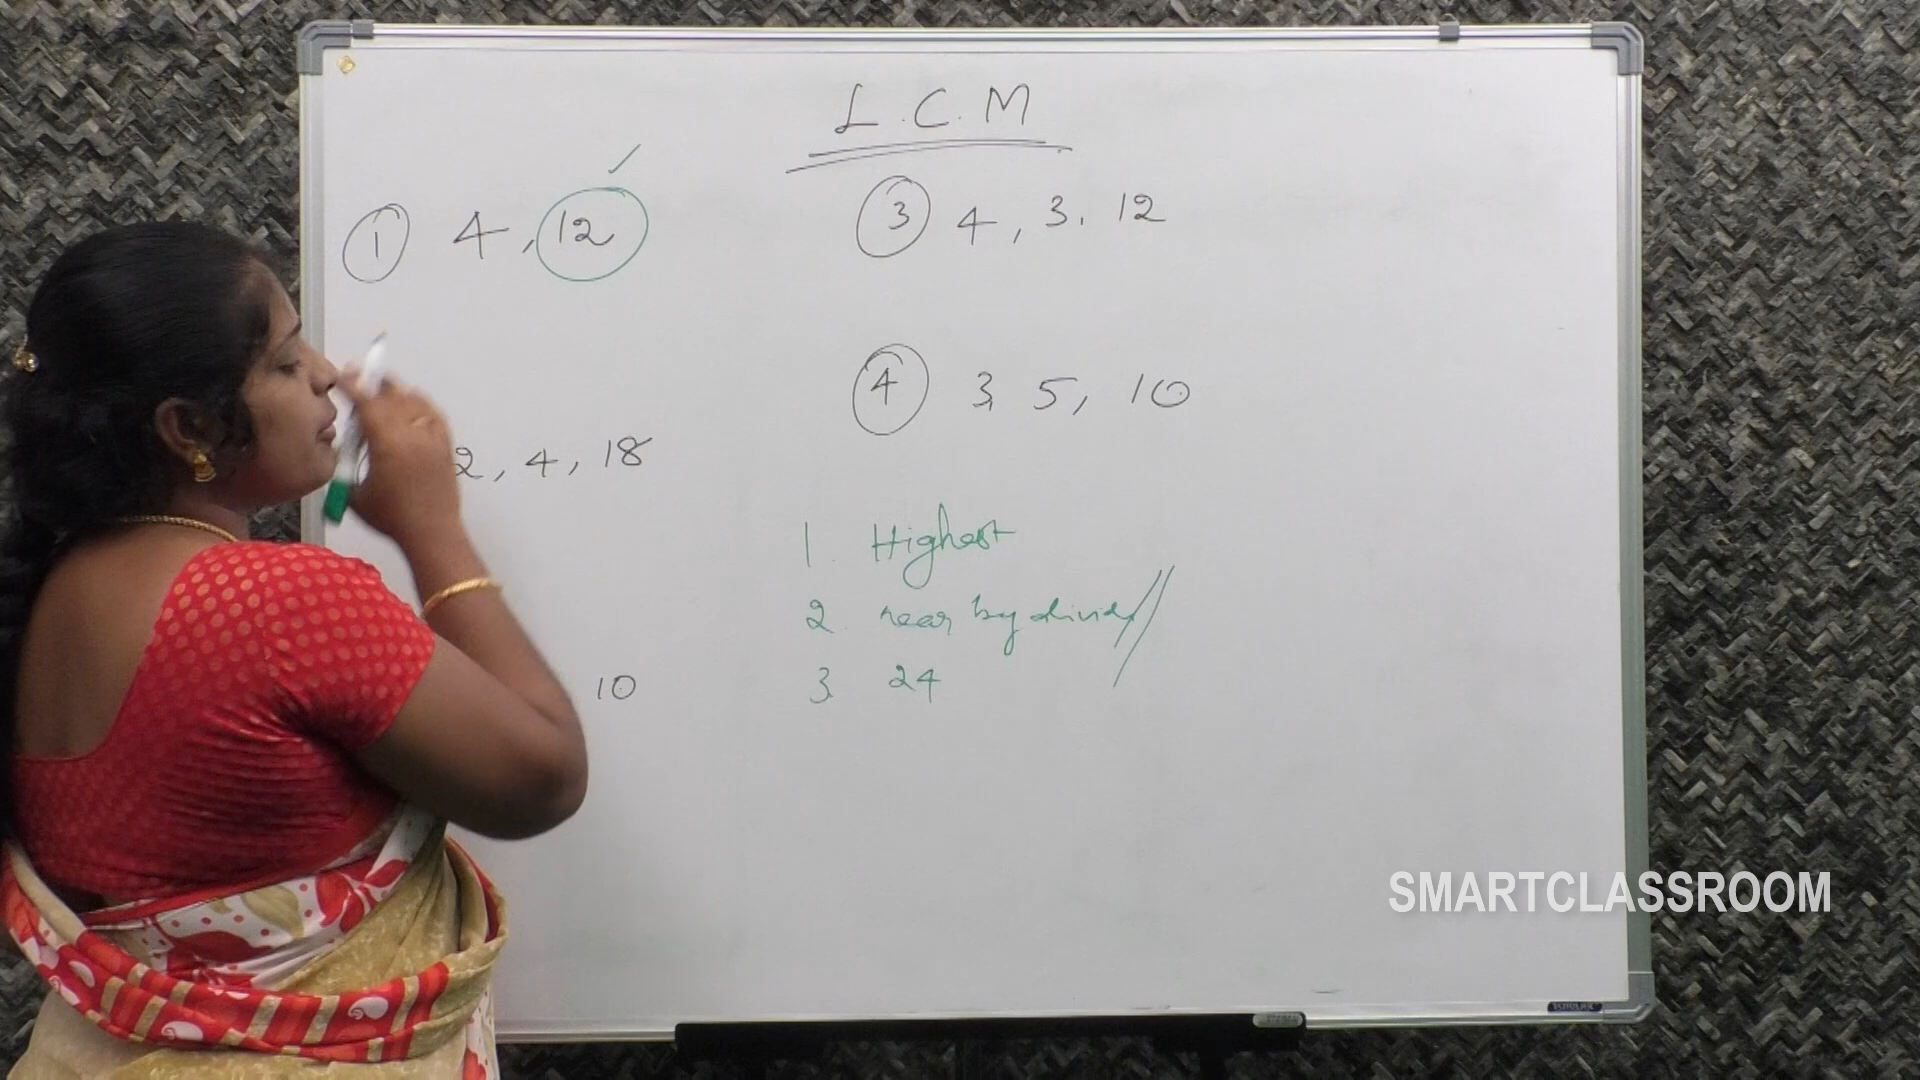 L.C.M
1 4, 12
3 4, 3, 12
4 3, 5, 10
2, 4, 18
1. Highest
2. near by divide
3. 24
10
SMARTCLASSROOM